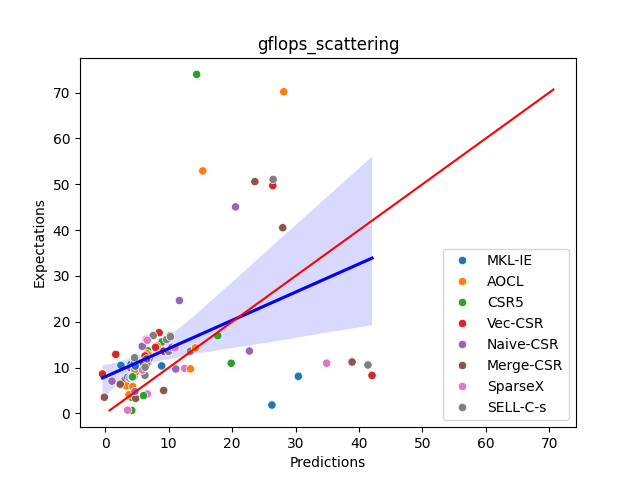 gflops_scattering
Expectations
70
60
50
40
30
20
10
0
0 10 20 30 40 50 60 70
Predictions
MKL-IE
AOCL
CSR5
Vec-CSR
Naive-CSR
Merge-CSR
SparseX
SELL-C-s